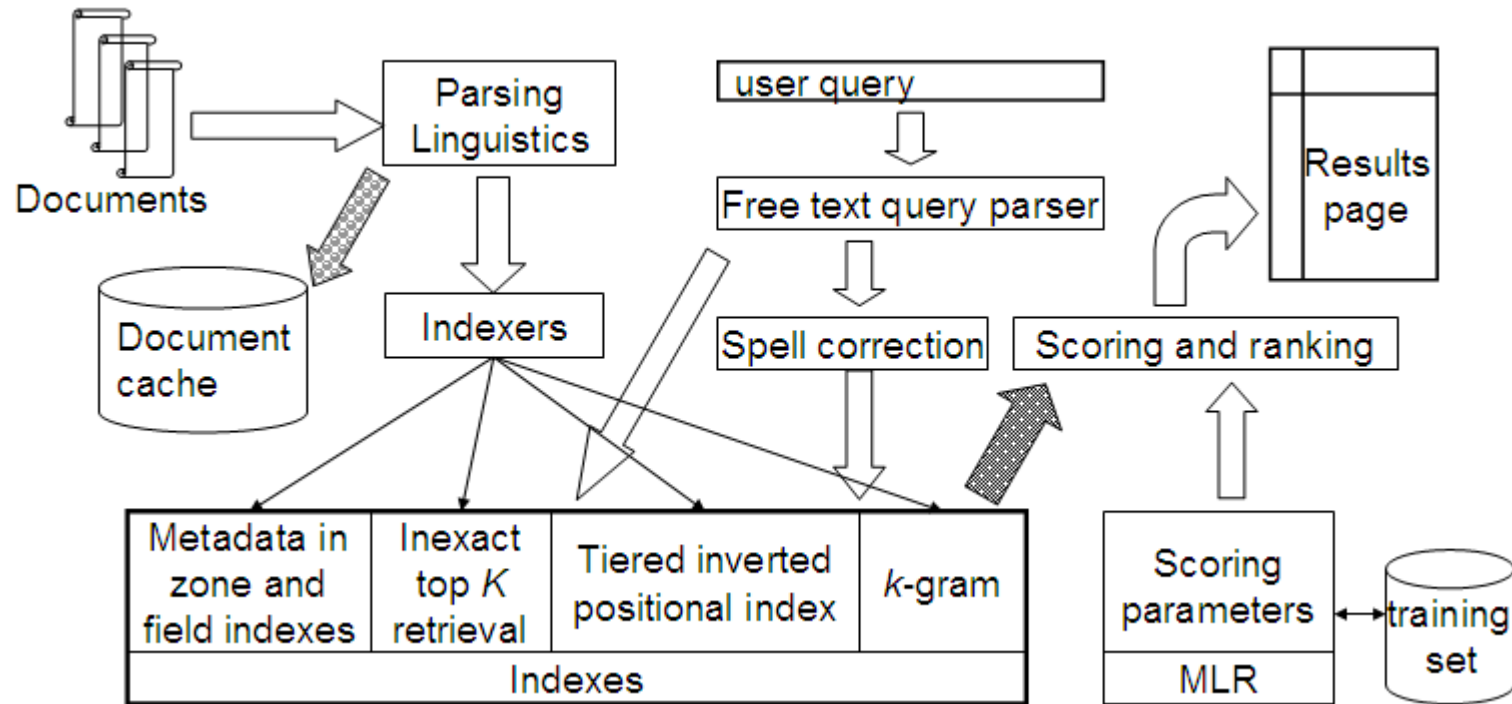 Documents
Parsing
Linguistics
user query
Results
page
Free text query parser
Indexers
Document
cache
Spell correction
Scoring and ranking
Metadata in
zone and
field indexes
Inexact
top K
retrieval
Tiered inverted
positional index
k-gram
Indexes
Scoring
parameters
MLR
training
set